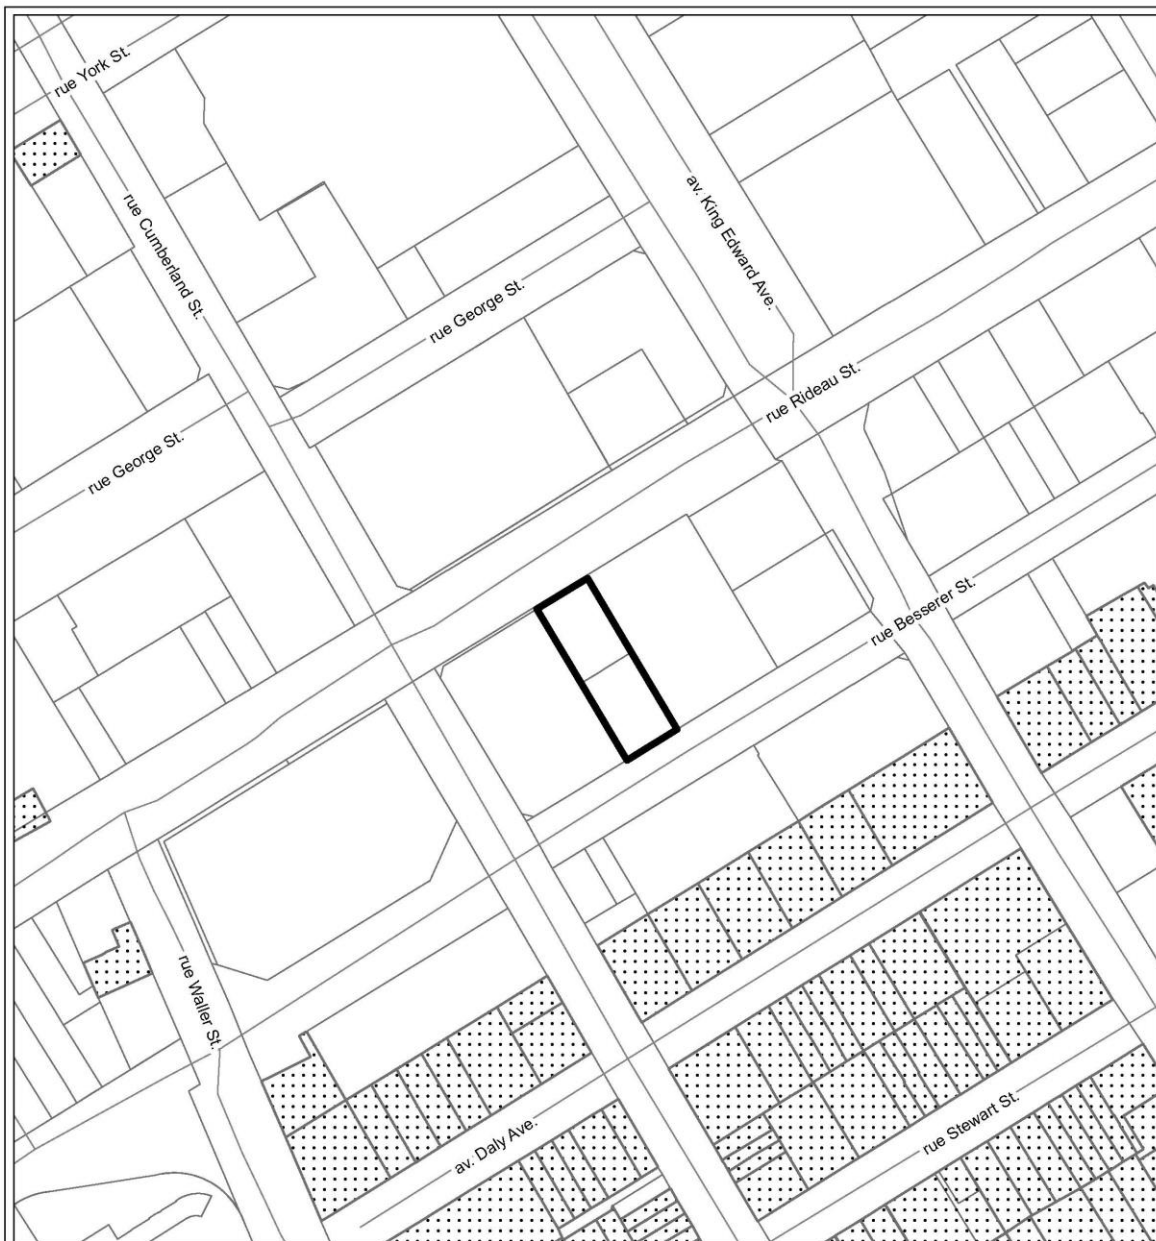 rue York St.
rue Cumberland St.
av. King Edward Ave.
rue George St.
rue Rideau St.
rue George St.
rue Besserer St.
rue Waller St.
av. Daly Ave.
rue Stewart St.